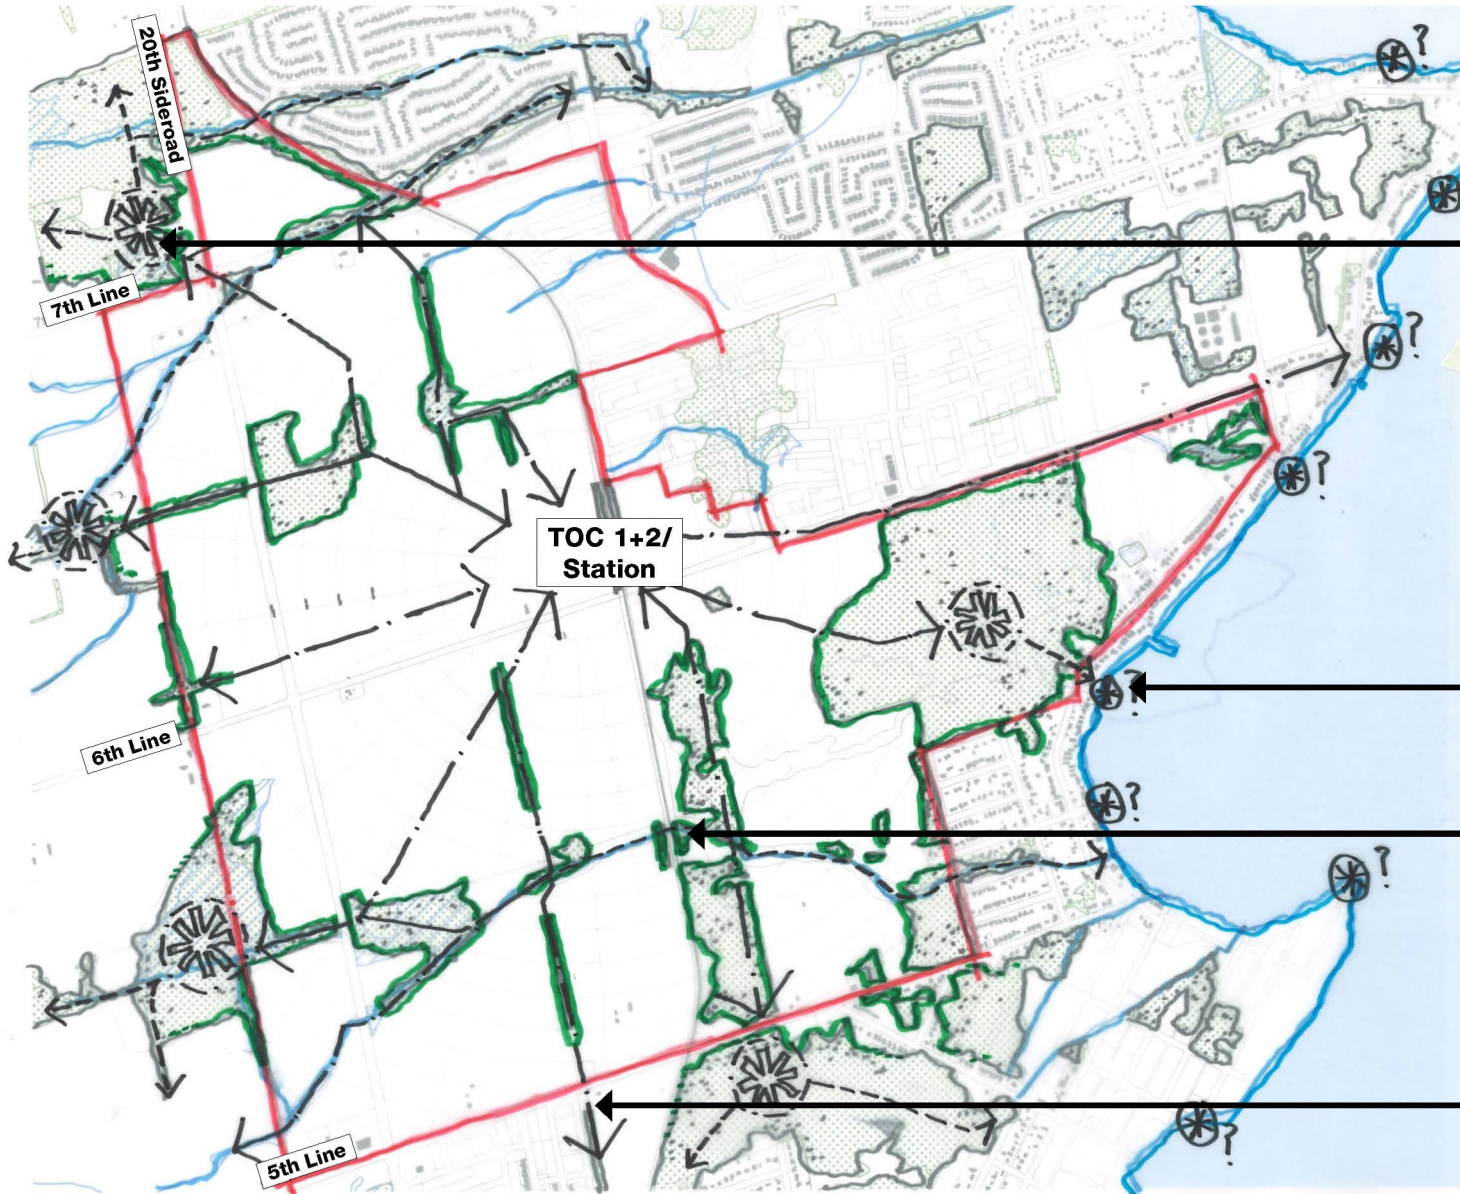 20th Sideroad
?
?
7th Line
?
?
TOC 1+2/
Station
?
6th Line
?
?
5th Line
?